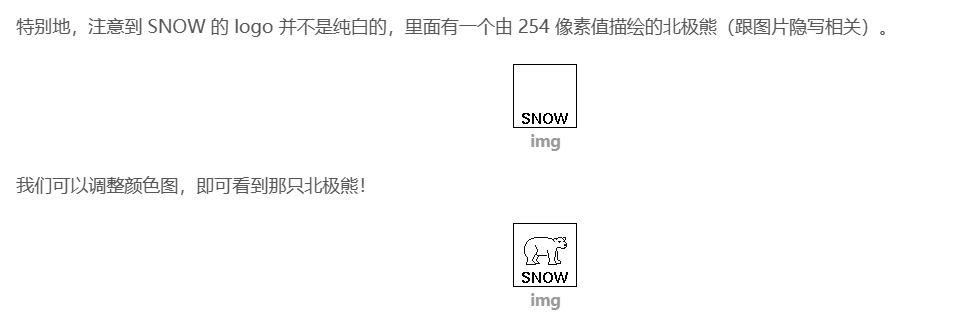 特别地，注意到 SNOW 的 logo 并不是纯白的，里面有一个由 254 像素值描绘的北极熊（跟图片隐写相关）。
SNOW
img
我们可以调整颜色图，即可看到那只北极熊！
SNOW
img